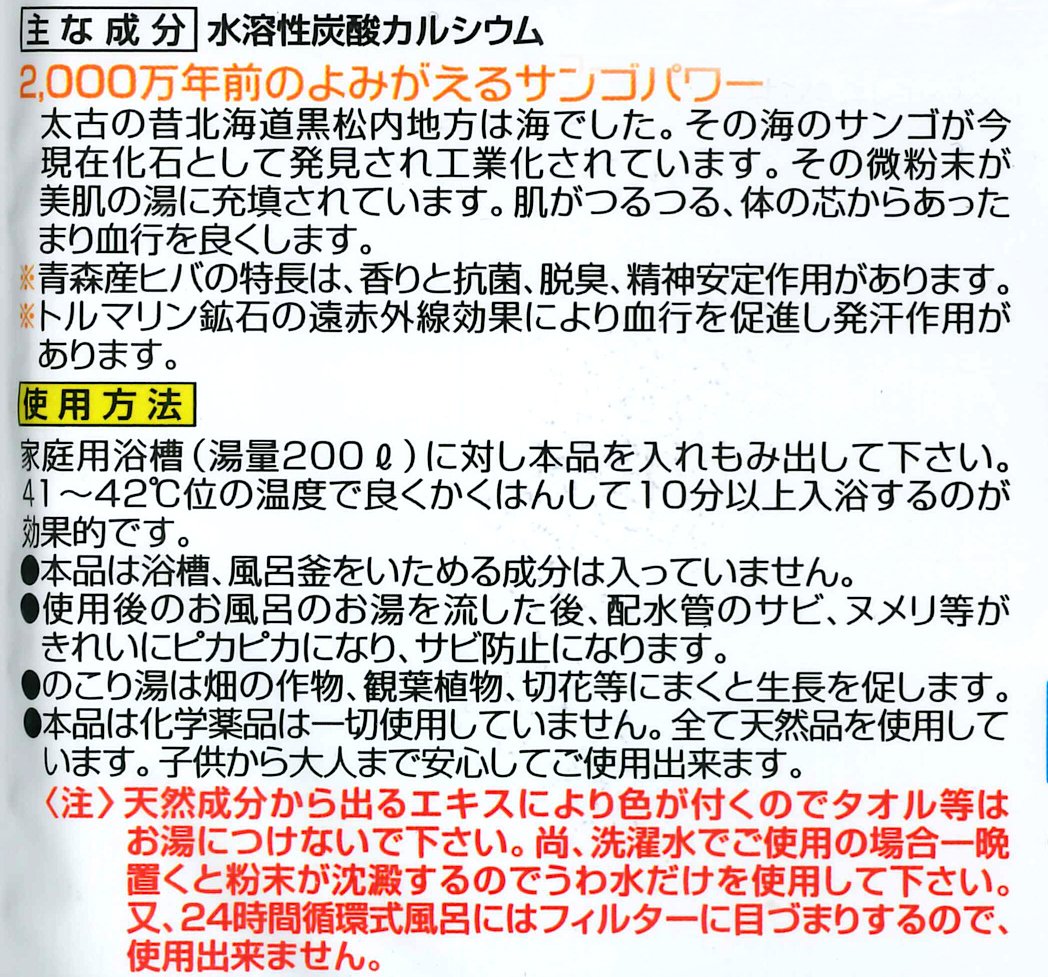 主な成分 水溶性炭酸カルシウム
2,000万年前のよみがえるサンゴパワー
太古の昔北海道黒松内地方は海でした。その海のサンゴが今
現在化石として発見され工業化されています。その微粉末が
美肌の湯に充填されています。肌がつるつる、体の芯からあった
まり血行を良くします。
※青森産ヒバの特長は、香りと抗菌、脱臭、精神安定作用があります。
※トルマリン鉱石の遠赤外線効果により血行を促進し発汗作用が
あります。
使用方法
家庭用浴槽(湯量200ℓ)に対し本品を入れもみ出して下さい。
41〜42℃位の温度で良くかくはんして10分以上入浴するのが
効果的です。
●本品は浴槽、風呂釜をいためる成分は入っていません。
●使用後のお風呂のお湯を流した後、配水管のサビ、ヌメリ等が
きれいにピカピカになり、サビ防止になります。
●のこり湯は畑の作物、観葉植物、切花等にまくと生長を促します。
●本品は化学薬品は一切使用していません。全て天然品を使用して
います。子供から大人まで安心してご使用出来ます。
〈注〉天然成分から出るエキスにより色が付くのでタオル等は
お湯につけないで下さい。尚、洗濯水でご使用の場合一晩
置くと粉末が沈澱するのでうわ水だけを使用して下さい。
又、24時間循環式風呂にはフィルターに目づまりするので、
使用出来ません。